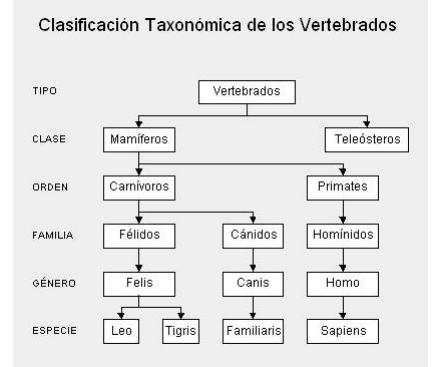 Clasificación Taxonómica de los Vertebrados
TIPO Vertebrados
CLASE Mamíferos Teleósteros
ORDEN Carnívoros Primates
FAMILIA Félidos Cánidos Homínidos
GÉNERO Felis Canis Homo
ESPECIE Leo Tigris Familiaris Sapiens